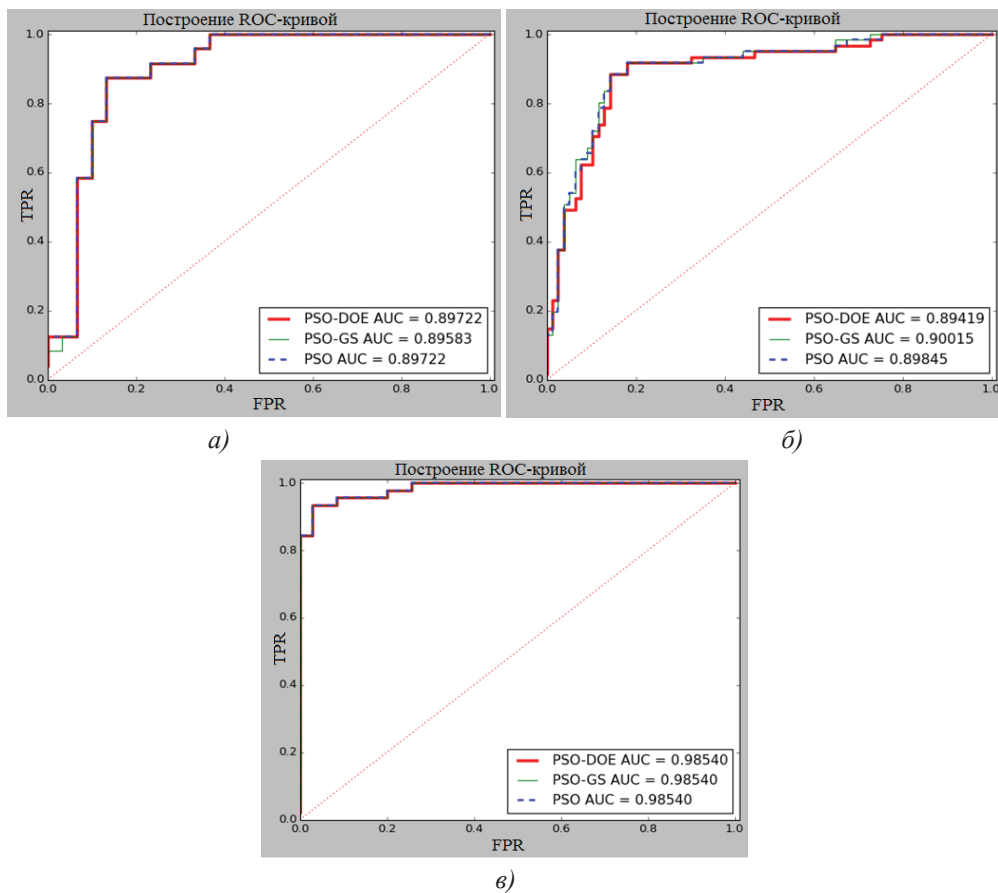 Построение ROC-кривой
1.0
0.8
0.6
0.4
0.2
0.0
TPR
PSO-DOE AUC = 0.89722
PSO-GS AUC = 0.89583
PSO AUC = 0.89722
0.0 0.2 0.4 0.6 0.8 1.0
FPR
а)
Построение ROC-кривой
1.0
0.8
0.6
0.4
0.2
0.0
TPR
PSO-DOE AUC = 0.89419
PSO-GS AUC = 0.90015
PSO AUC = 0.89845
0.0 0.2 0.4 0.6 0.8 1.0
FPR
б)
Построение ROC-кривой
1.0
0.8
0.6
0.4
0.2
0.0
TPR
PSO-DOE AUC = 0.98540
PSO-GS AUC = 0.98540
PSO AUC = 0.98540
0.0 0.2 0.4 0.6 0.8 1.0
FPR
в)